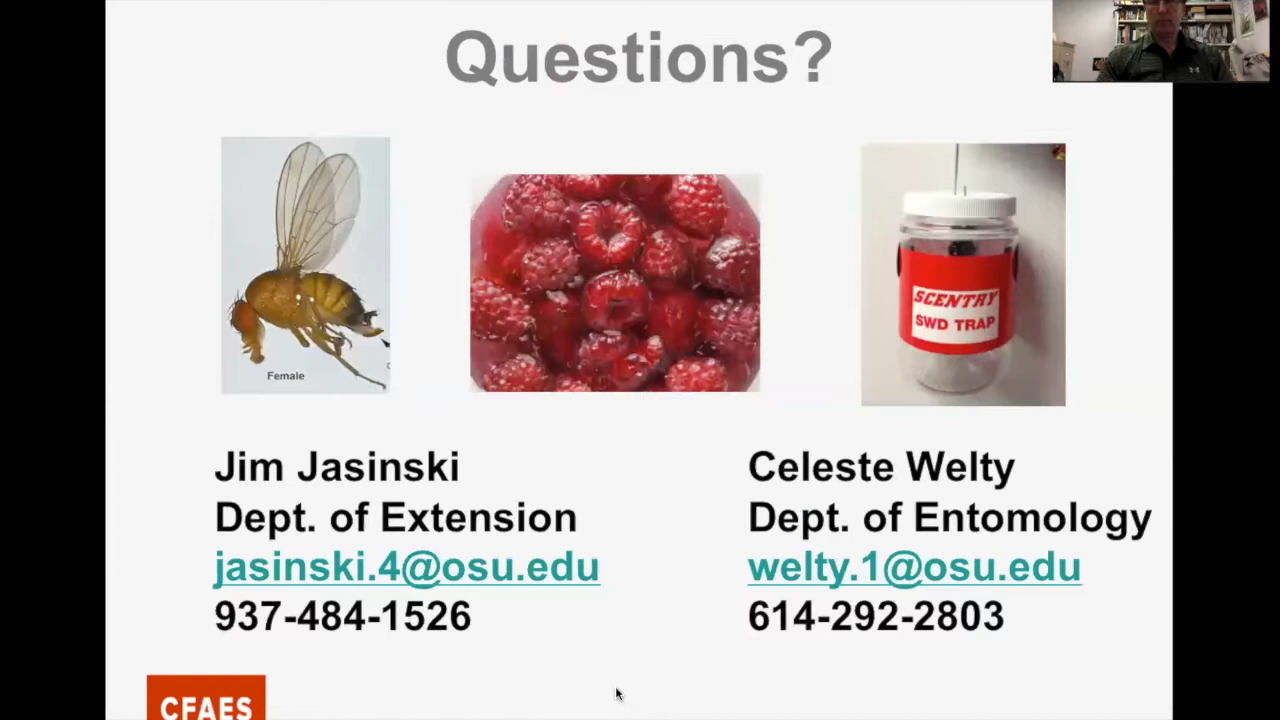 Questions?
Female
SCENTRY
SWD TRAP
Jim Jasinski
Dept. of Extension
jasinski.4@osu.edu
937-484-1526
Celeste Welty
Dept. of Entomology
welty.1@osu.edu
614-292-2803
CFAES